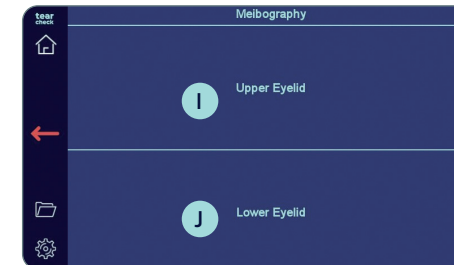 tear
check
Meibography
I
Upper Eyelid
J
Lower Eyelid